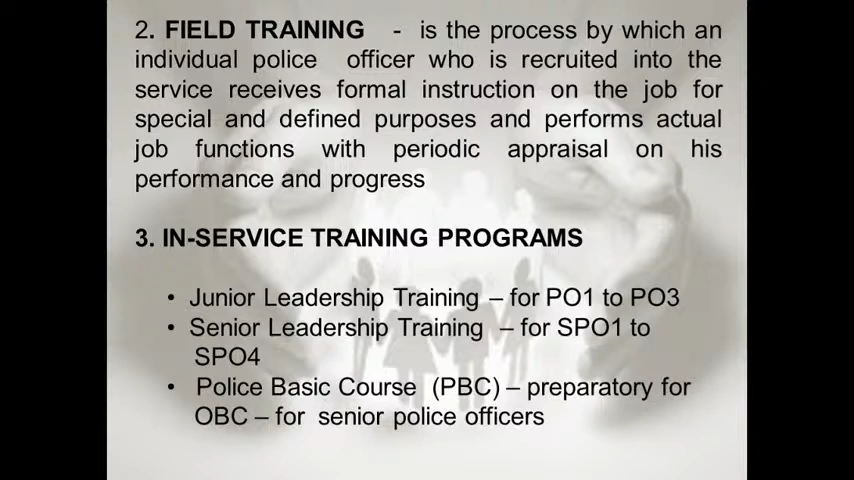 2. FIELD TRAINING - is the process by which an
individual police officer who is recruited into the
service receives formal instruction on the job for
special and defined purposes and performs actual
job functions with periodic appraisal on his
performance and progress
3. IN-SERVICE TRAINING PROGRAMS
• Junior Leadership Training – for PO1 to PO3
• Senior Leadership Training – for SPO1 to
SPO4
• Police Basic Course (PBC) – preparatory for
OBC – for senior police officers